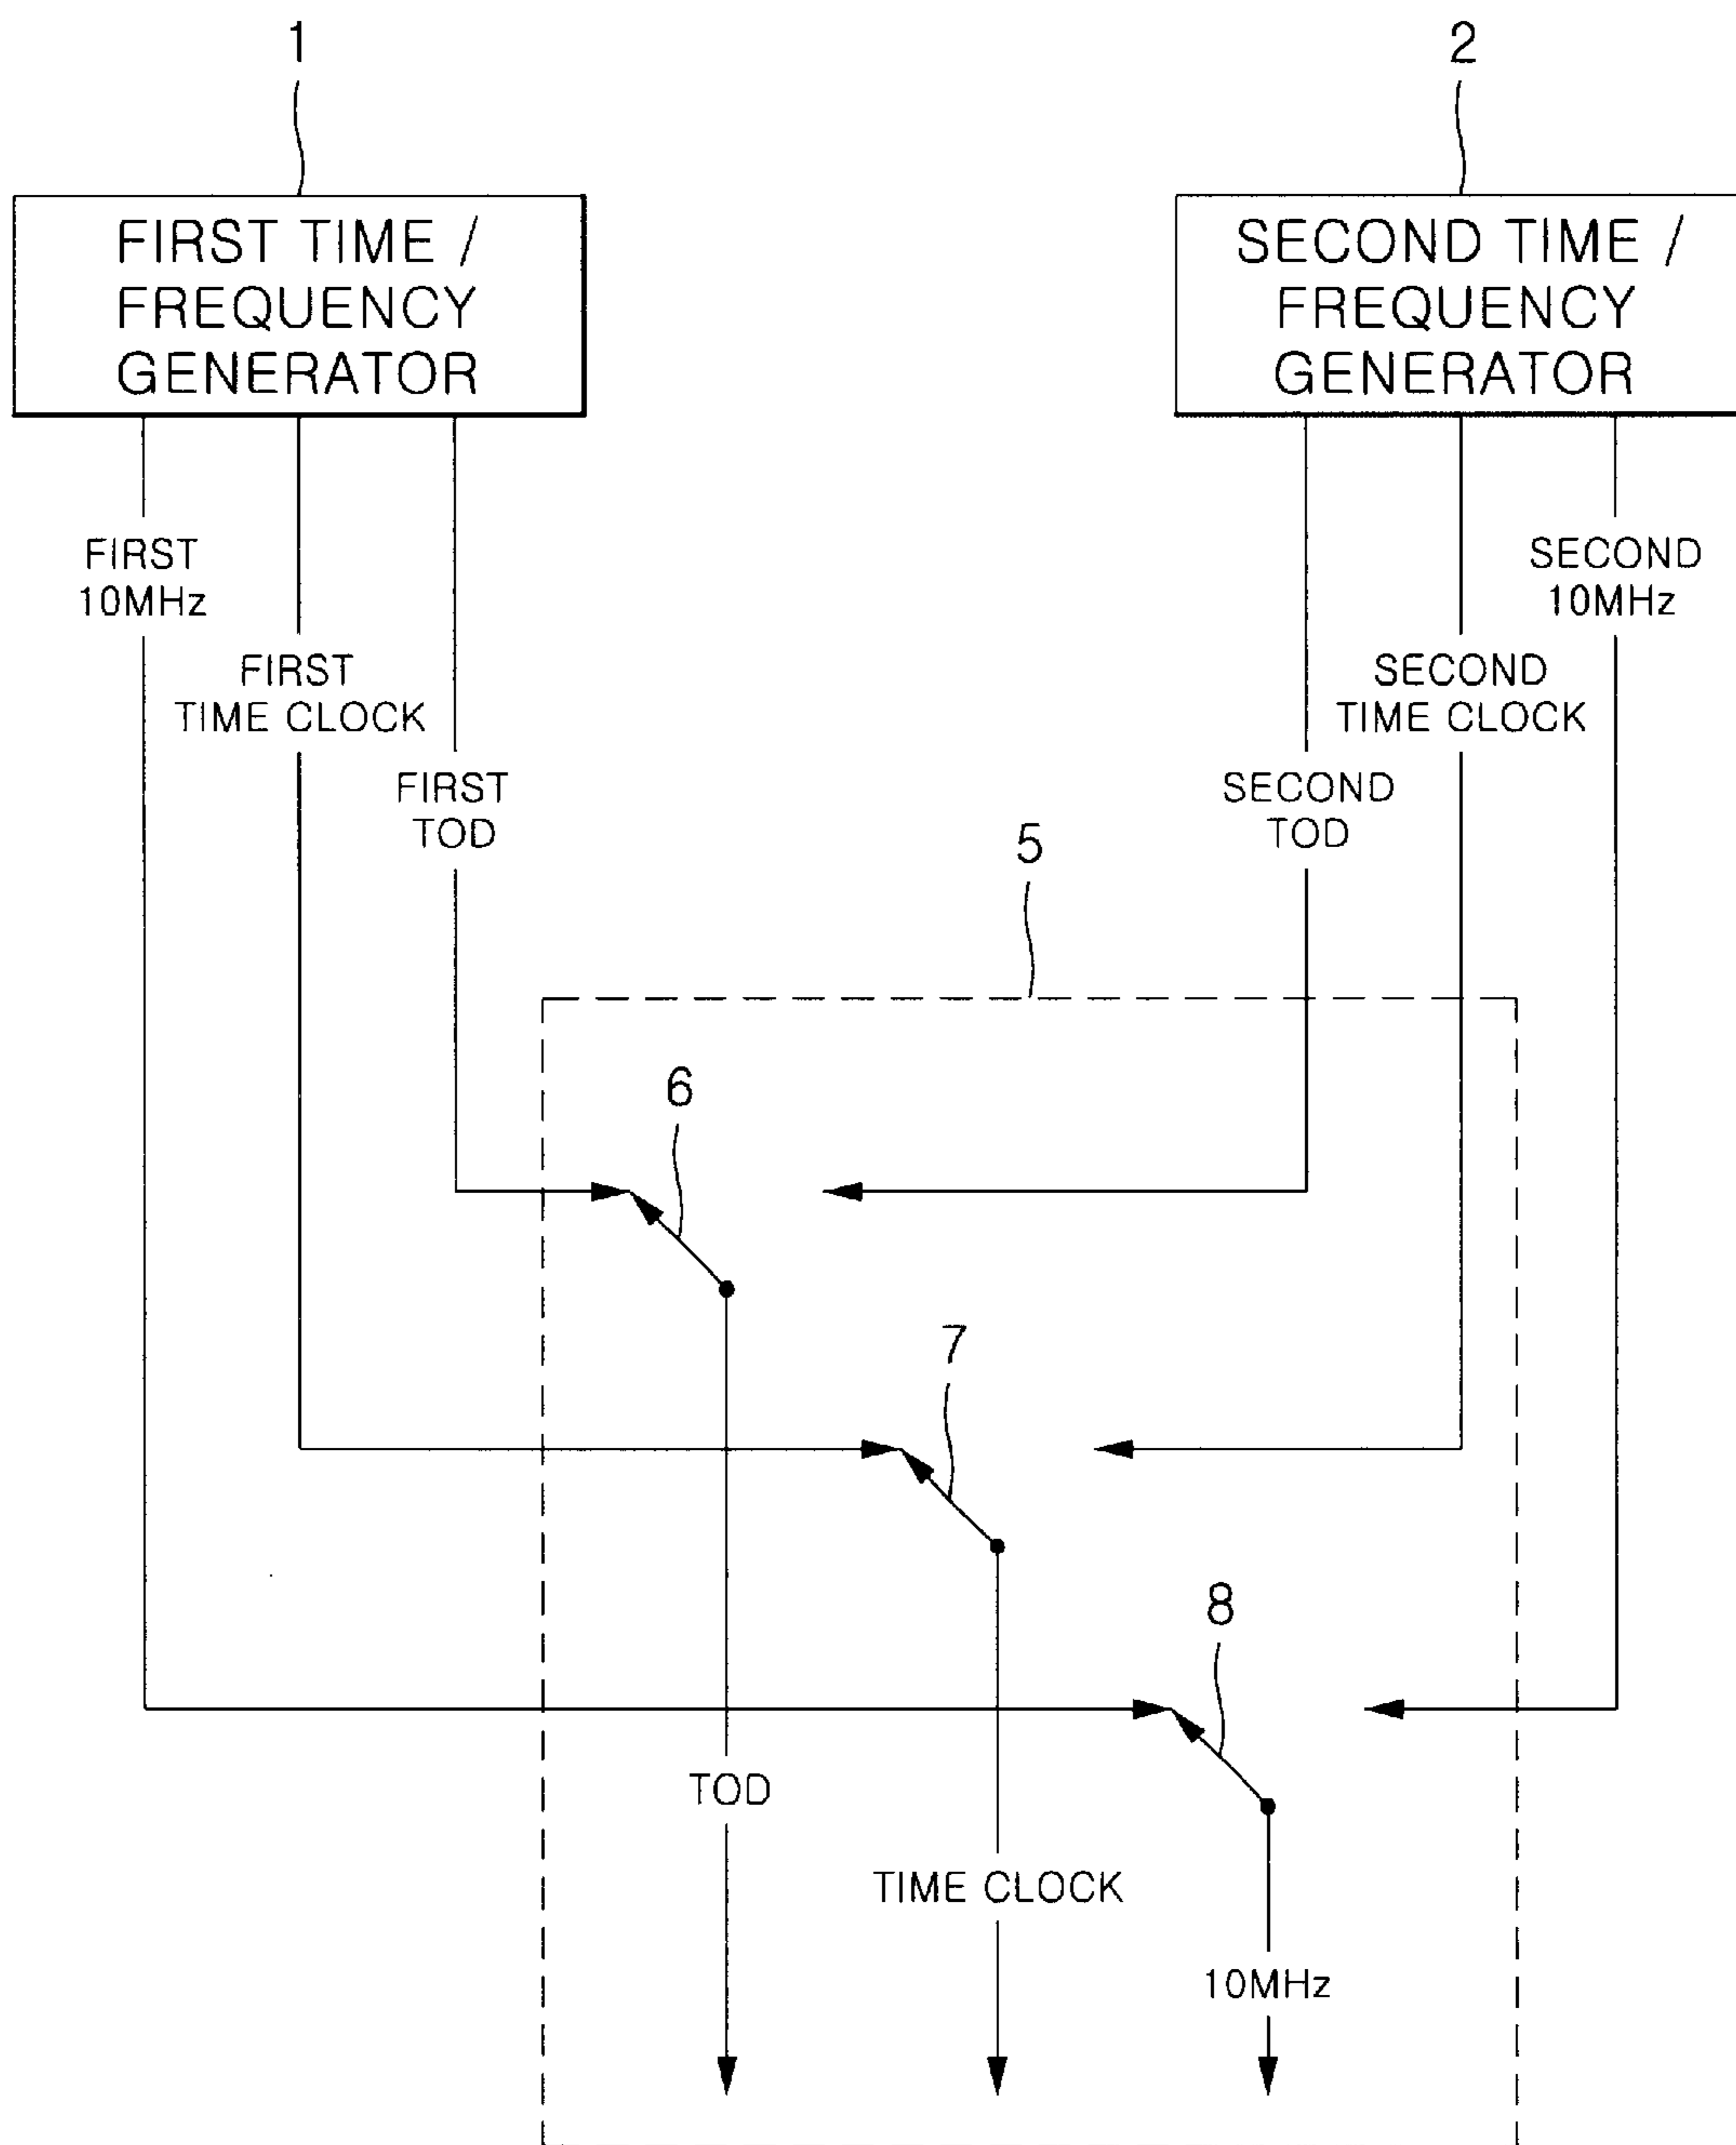 1
2
FIRST TIME /
FREQUENCY
GENERATOR
SECOND TIME /
FREQUENCY
GENERATOR
FIRST
10MHz
FIRST
TIME CLOCK
FIRST
TOD
SECOND
TOD
SECOND
TIME CLOCK
SECOND
10MHz
5
6
7
8
TOD
TIME CLOCK
10MHz